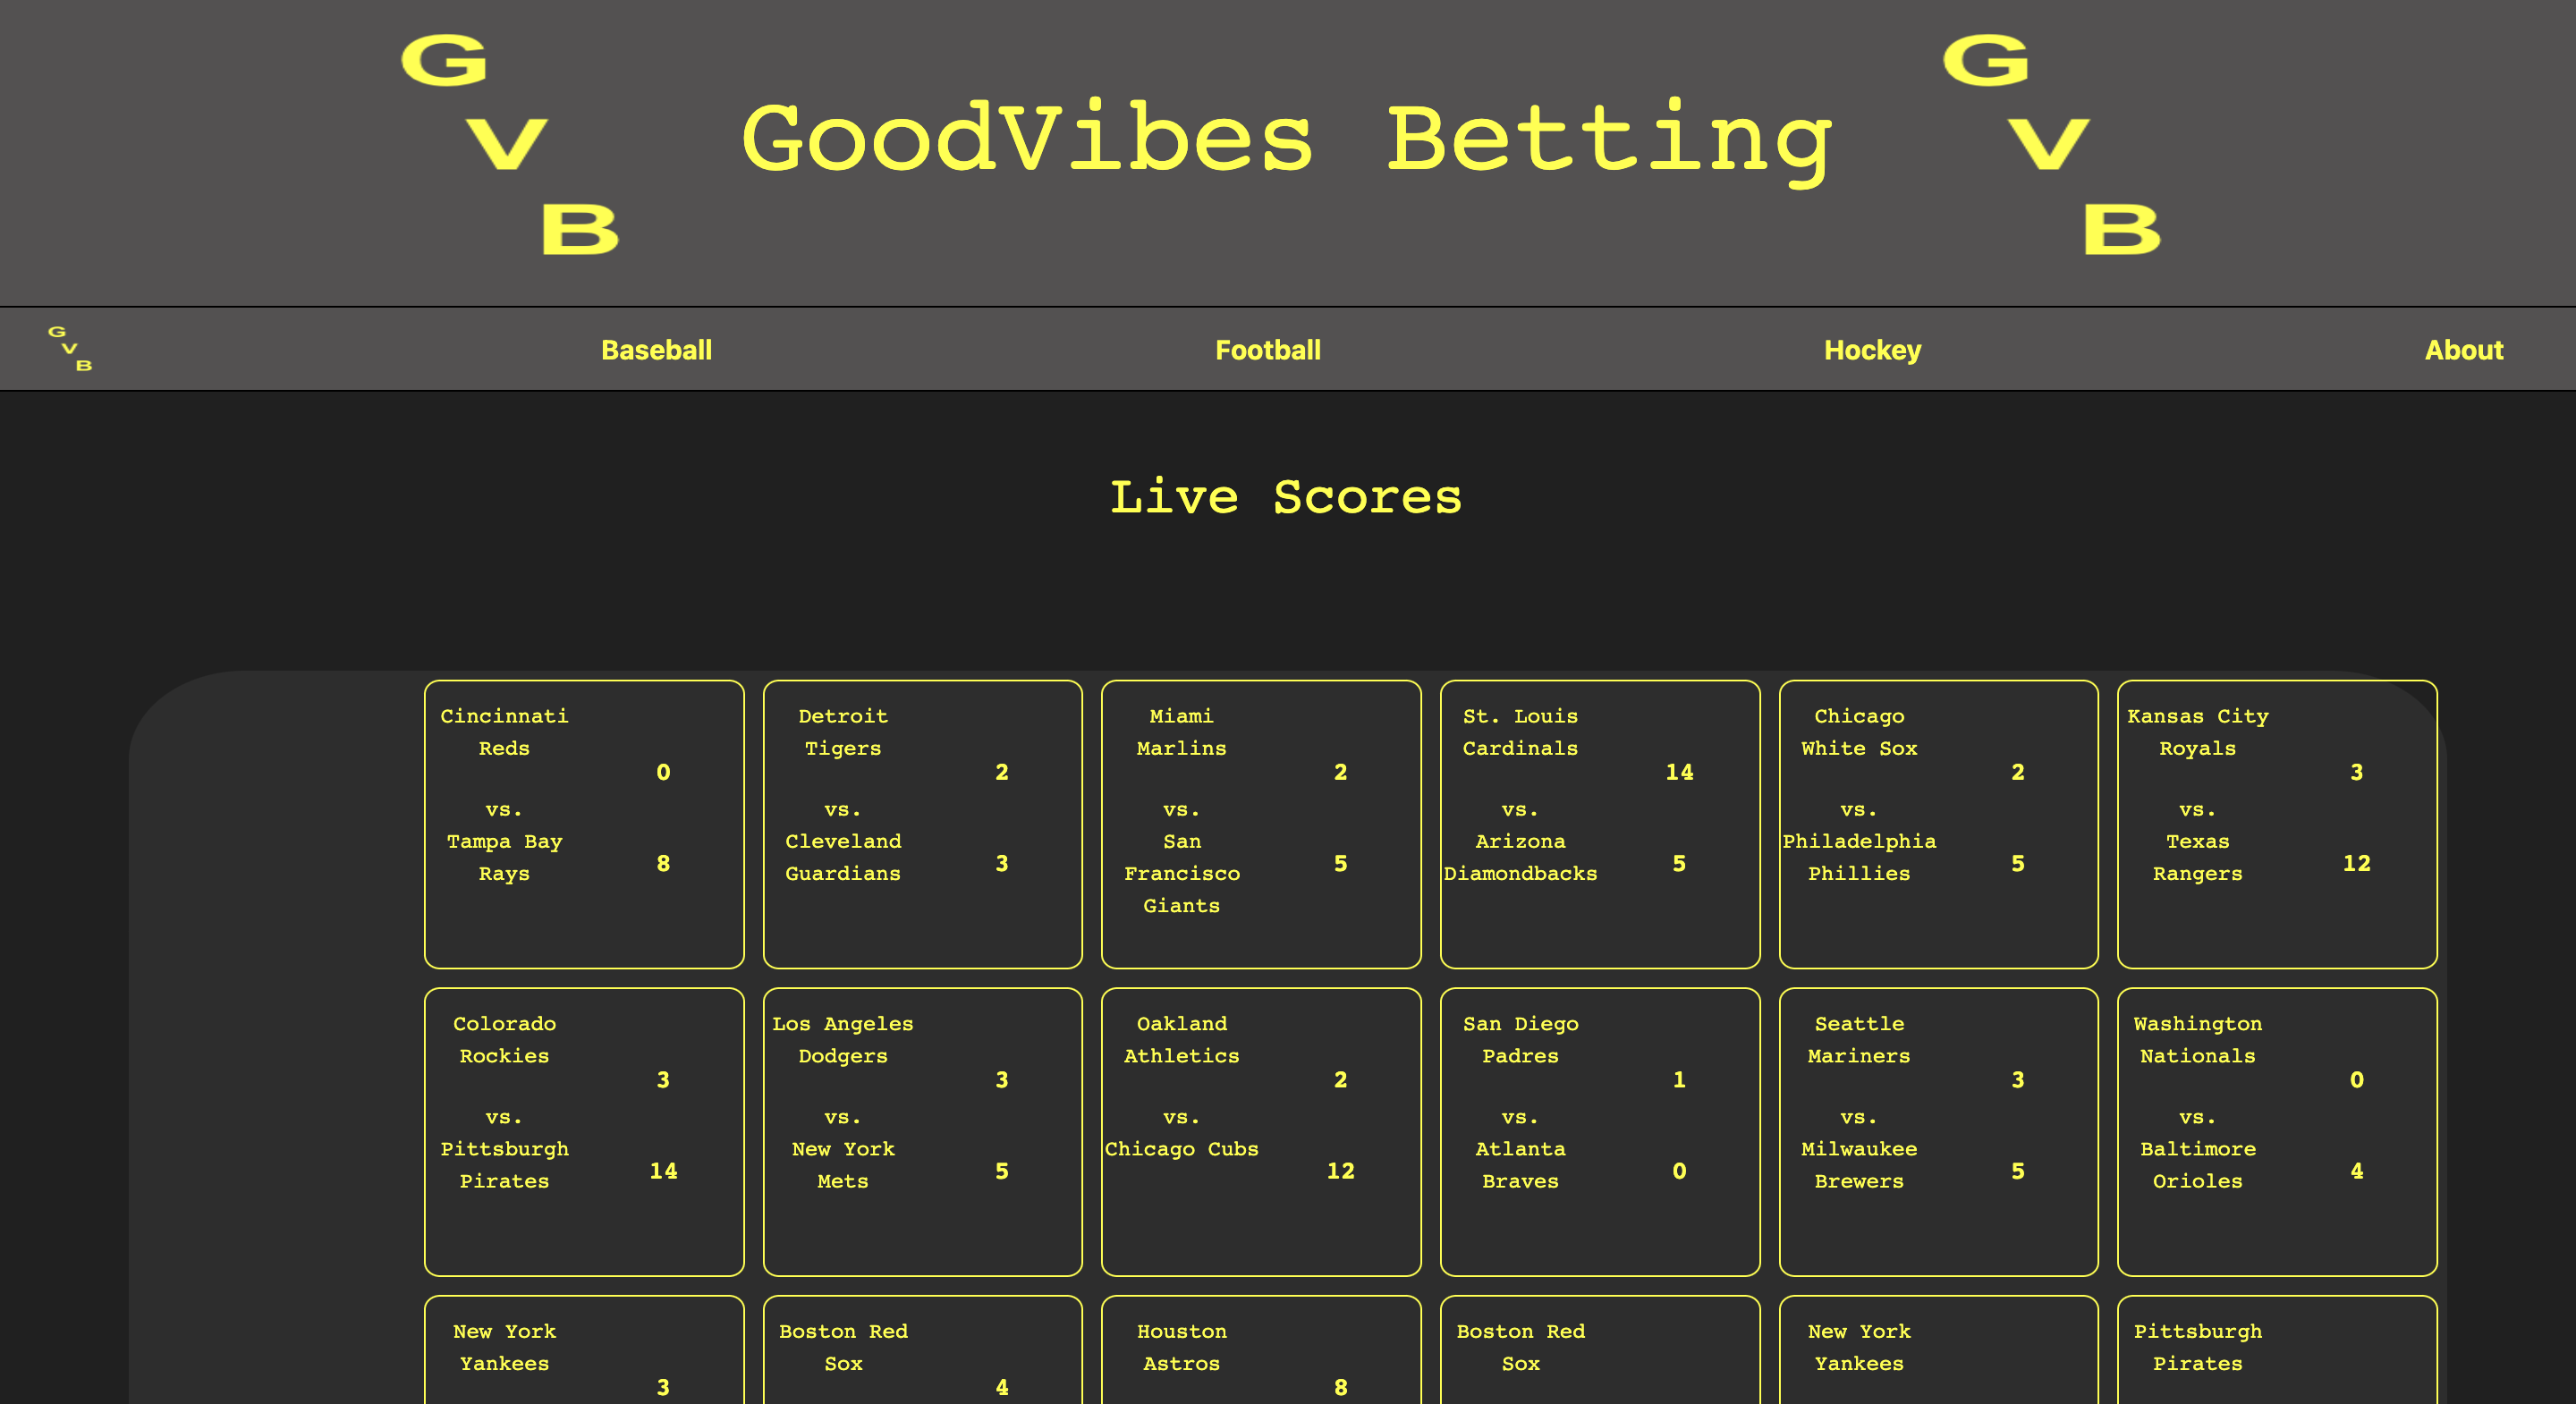 G
V
B
GoodVibes Betting
G
V
B
G
V
B
Baseball
Football
Hockey
About
Live Scores
Cincinnati
Reds
0
vs.
Tampa Bay
Rays
8
Detroit
Tigers
2
vs.
Cleveland
Guardians
3
Miami
Marlins
2
vs.
San
Francisco
Giants
5
St. Louis
Cardinals
14
vs.
Arizona
Diamondbacks
5
Chicago
White Sox
2
vs.
Philadelphia
Phillies
5
Kansas City
Royals
3
vs.
Texas
Rangers
12
Colorado
Rockies
3
vs.
Pittsburgh
Pirates
14
Los Angeles
Dodgers
3
vs.
New York
Mets
5
Oakland
Athletics
2
vs.
Chicago Cubs
12
San Diego
Padres
1
vs.
Atlanta
Braves
0
Seattle
Mariners
3
vs.
Milwaukee
Brewers
5
Washington
Nationals
0
vs.
Baltimore
Orioles
4
New York
Yankees
3
Boston Red
Sox
4
Houston
Astros
8
Boston Red
Sox
New York
Yankees
Pittsburgh
Pirates